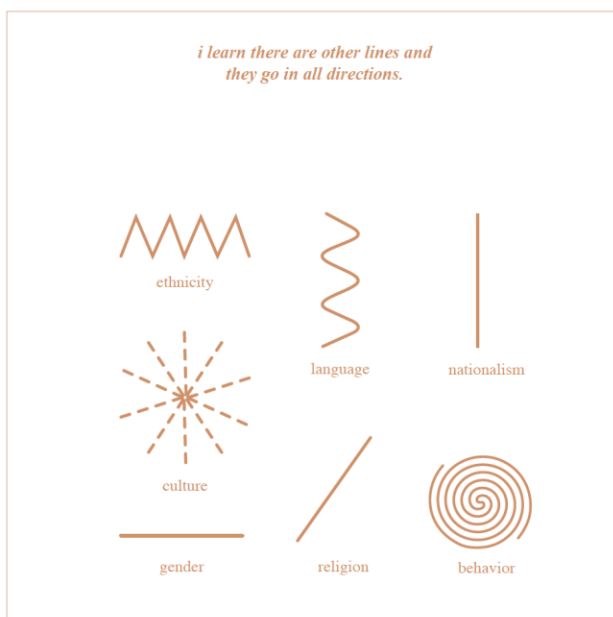 i learn there are other lines and
they go in all directions.
ethnicity
language
nationalism
culture
gender
religion
behavior